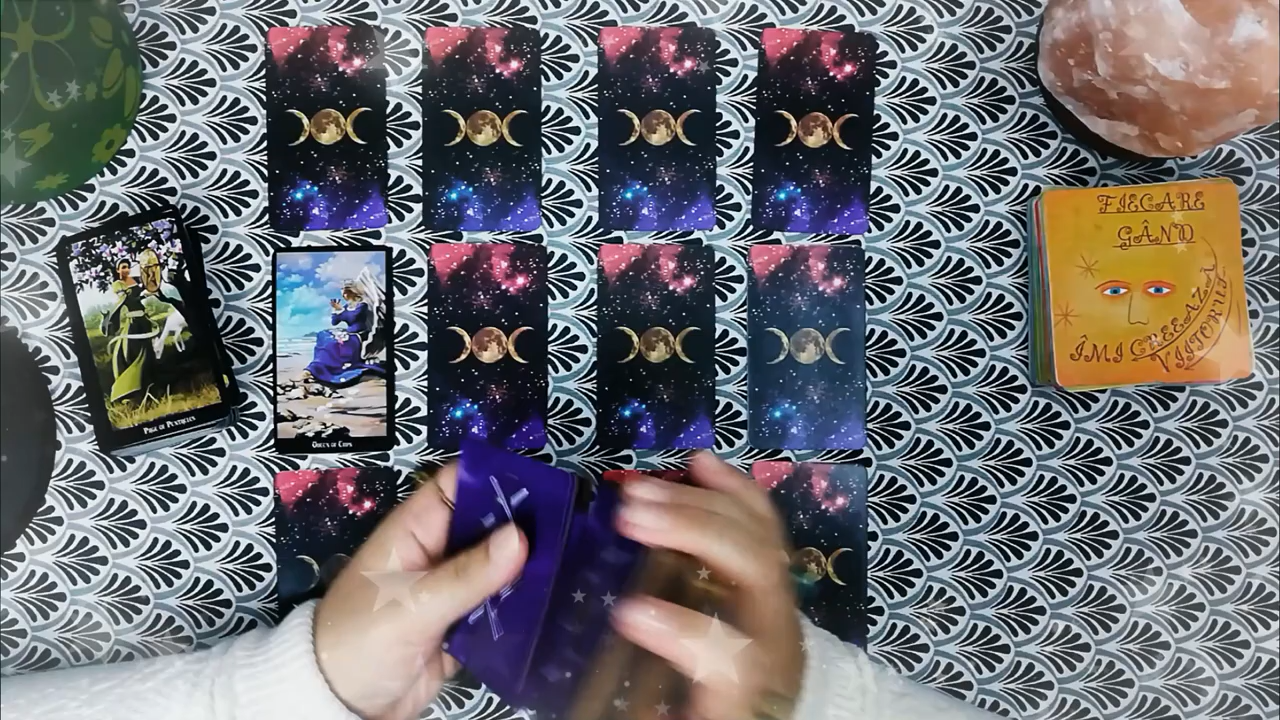 PAGE OF PENTACLES
QUEEN OF CUPS
FIECARE
GÂND
ÎMI CREEAZĂ
VIITORUL